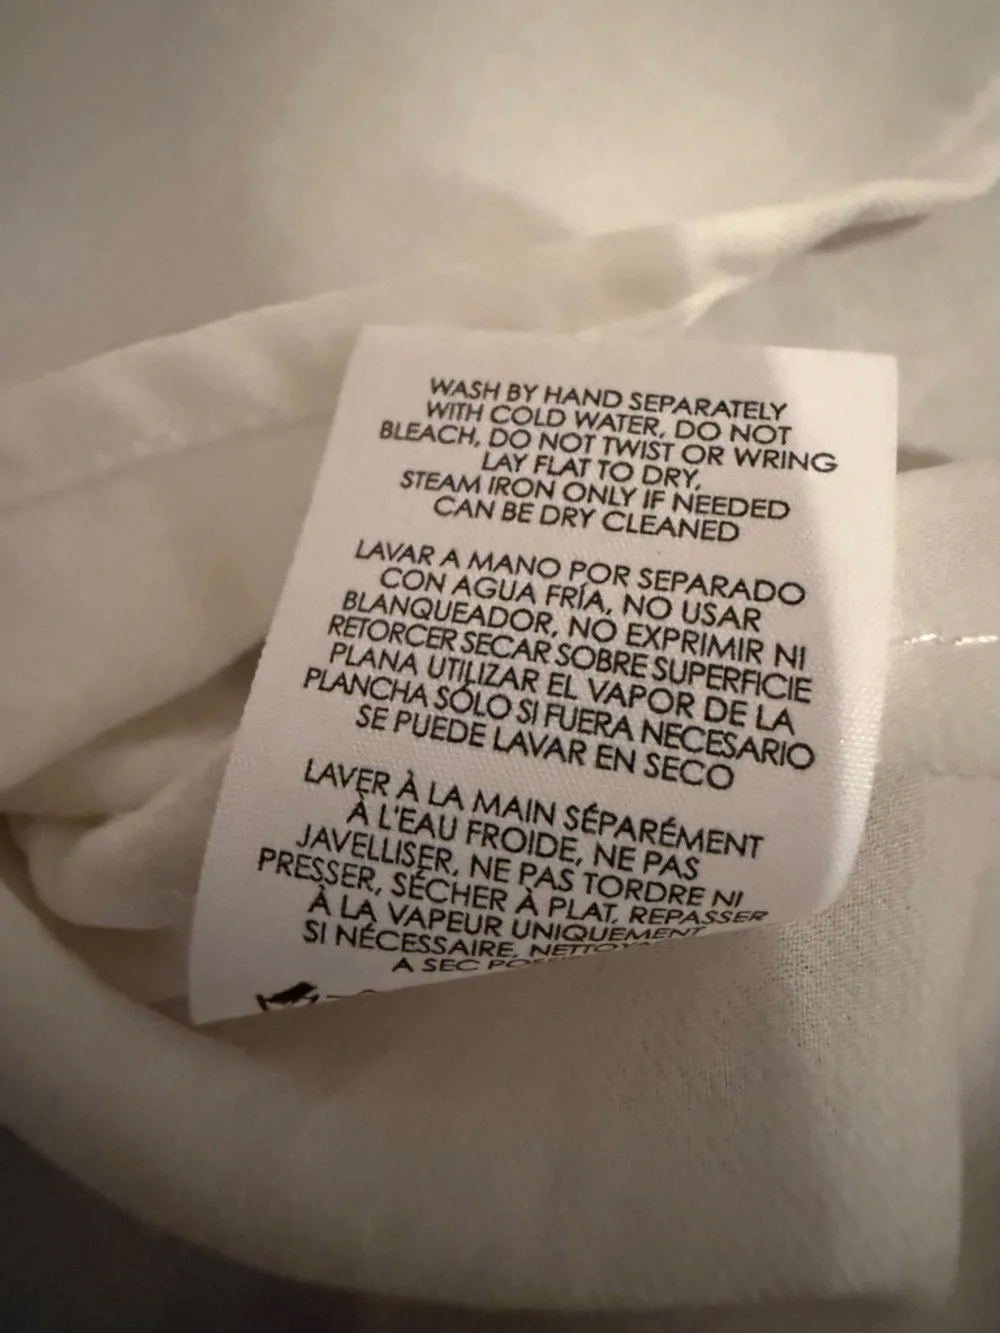 WASH BY HAND SEPARATELY
WITH COLD WATER, DO NOT
BLEACH, DO NOT TWIST OR WRING
LAY FLAT TO DRY,
STEAM IRON ONLY IF NEEDED
CAN BE DRY CLEANED
LAVAR A MANO POR SEPARADO
CON AGUA FRÍA, NO USAR
BLANQUEADOR, NO EXPRIMIR NI
RETORCER SECAR SOBRE SUPERFICIE
PLANA UTILIZAR EL VAPOR DE LA
PLANCHA SÓLO SI FUERA NECESARIO
SE PUEDE LAVAR EN SECO
LAVER À LA MAIN SÉPARÉMENT
À L'EAU FROIDE, NE PAS
JAVELLISER, NE PAS TORDRE NI
PRESSER, SÉCHER À PLAT, REPASSER
À LA VAPEUR UNIQUEMENT
SI NÉCESSAIRE,
A SEC